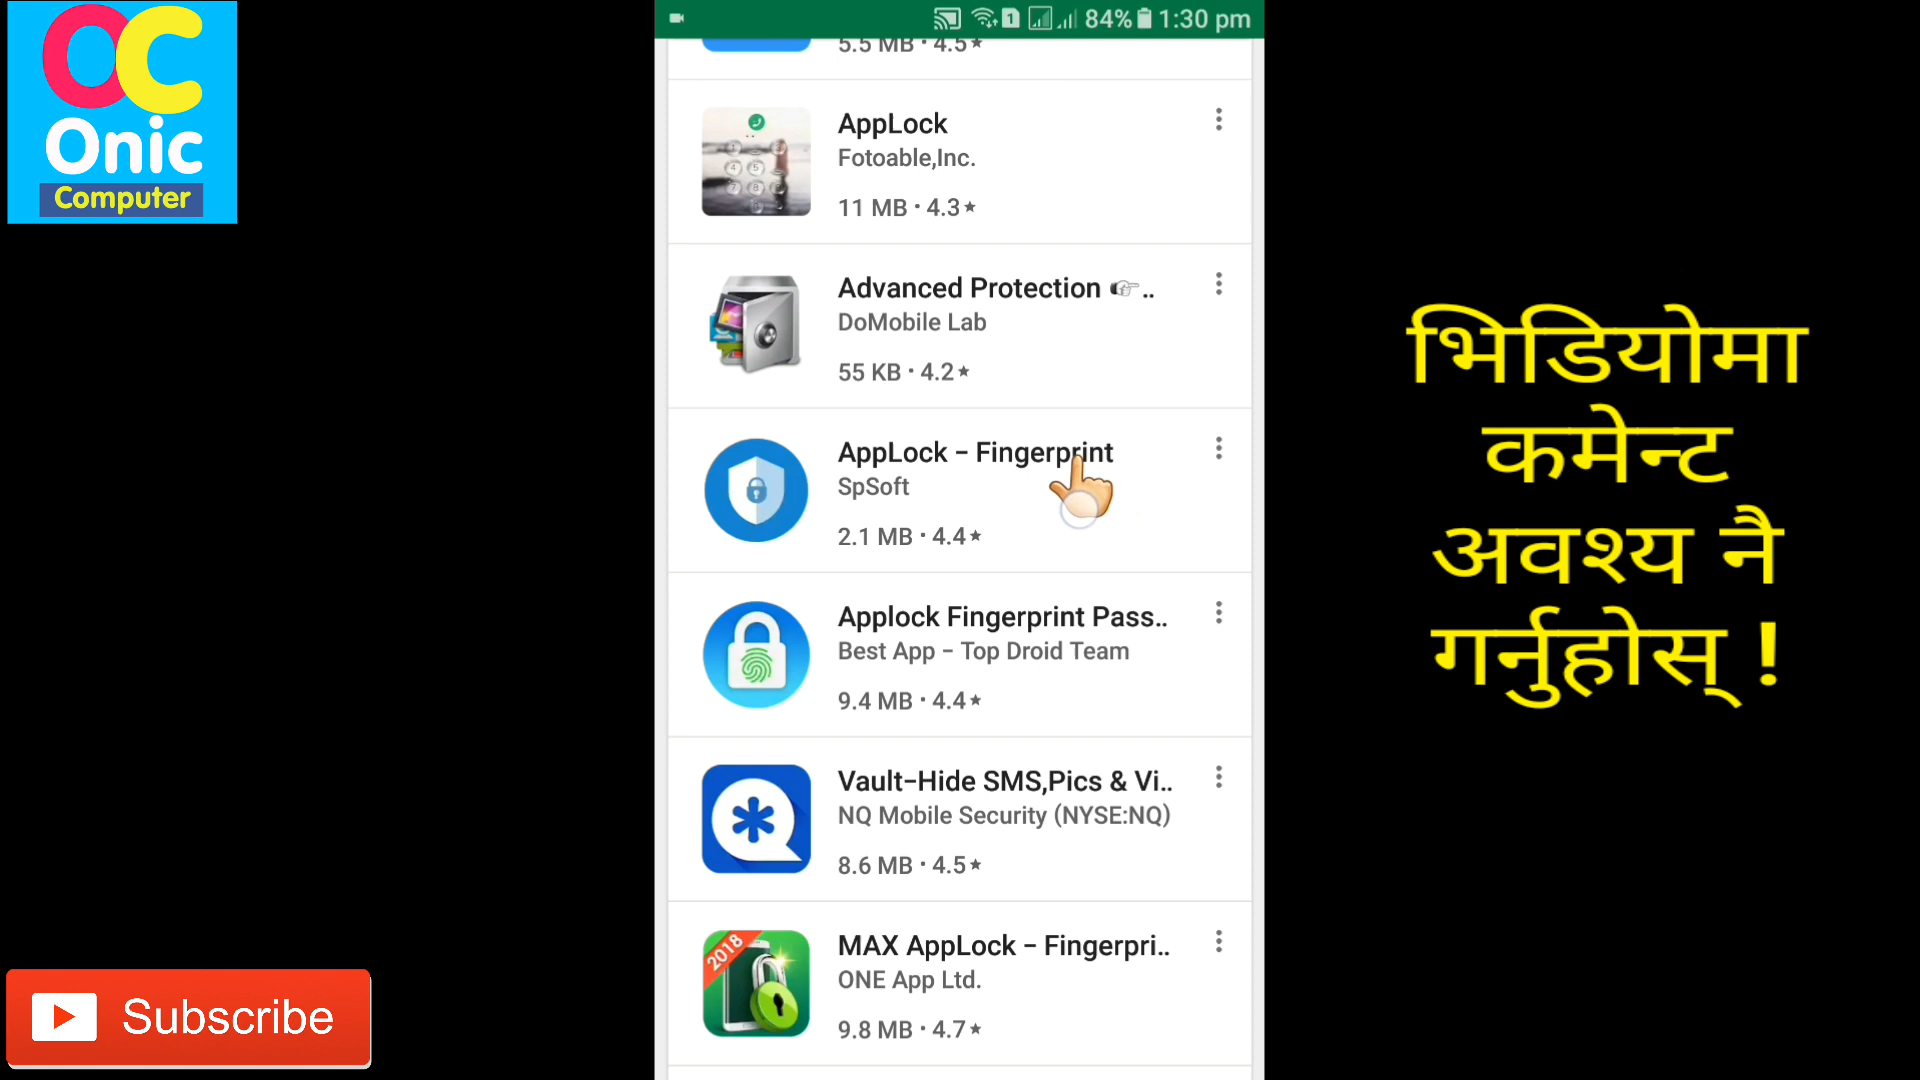 OC
Onic
Computer
84% 1:30 pm
5.5 MB • 4.5★
AppLock
Fotoable,Inc.
11 MB • 4.3★
Advanced Protection ☞..
DoMobile Lab
55 KB • 4.2★
AppLock - Fingerprint
SpSoft
2.1 MB • 4.4★
Applock Fingerprint Pass..
Best App - Top Droid Team
9.4 MB • 4.4★
Vault-Hide SMS,Pics & Vi..
NQ Mobile Security (NYSE:NQ)
8.6 MB • 4.5★
2018
MAX AppLock - Fingerpri..
ONE App Ltd.
9.8 MB • 4.7★
भिडियोमा
कमेन्ट
अवश्य नै
गर्नुहोस् !
Subscribe